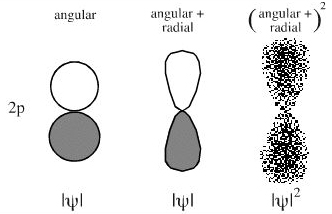 angular
angular +
radial
(angular +
radial)²
2p
|ψ|
|ψ|
|ψ|²